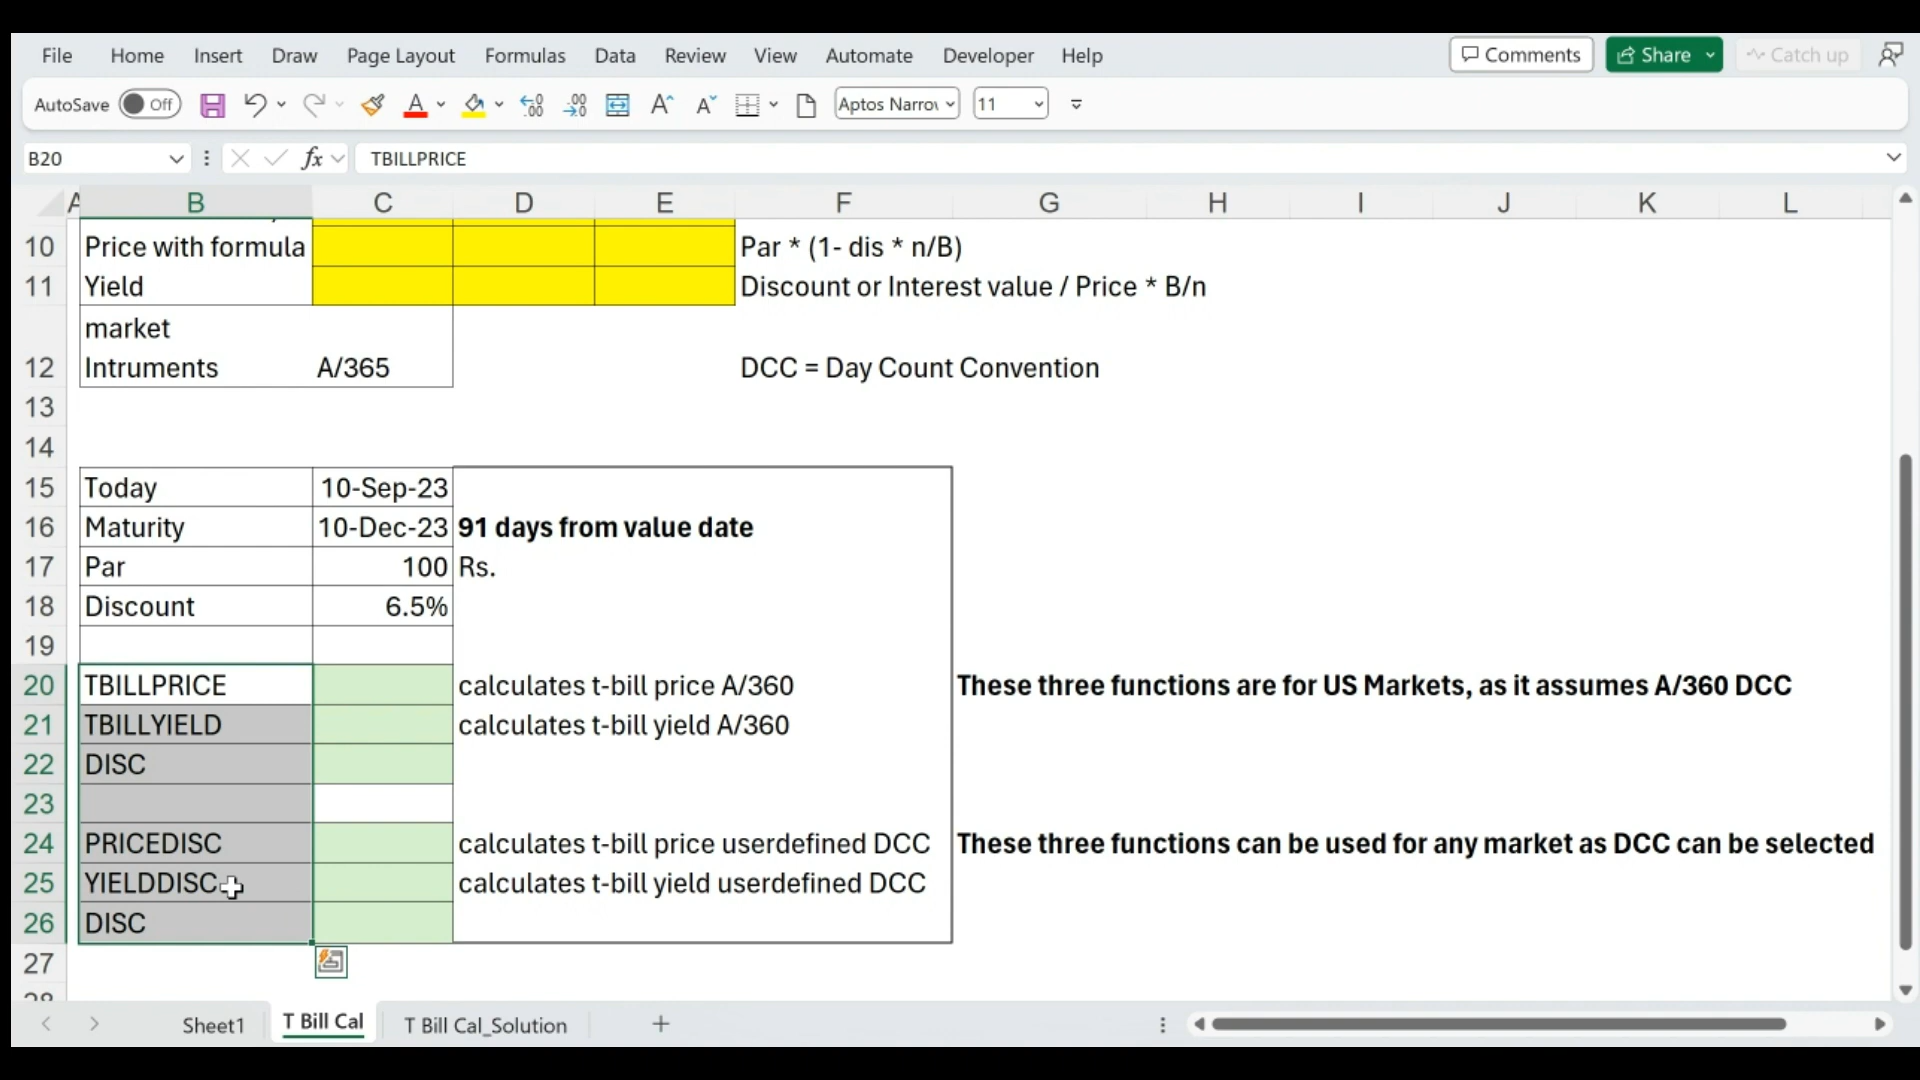 File Home Insert Draw Page Layout Formulas Data Review View Automate Developer Help Comments Share Catch up
AutoSave Off A Aptos Narrow 11
B20 fx TBILLPRICE
A B C D E F G H I J K L
10 Price with formula Par * (1- dis * n/B)
11 Yield Discount or Interest value / Price * B/n
market
12 Intruments A/365 DCC = Day Count Convention
13
14
15 Today 10-Sep-23
16 Maturity 10-Dec-23 91 days from value date
17 Par 100 Rs.
18 Discount 6.5%
19
20 TBILLPRICE calculates t-bill price A/360 These three functions are for US Markets, as it assumes A/360 DCC
21 TBILLYIELD calculates t-bill yield A/360
22 DISC
23
24 PRICEDISC calculates t-bill price userdefined DCC These three functions can be used for any market as DCC can be selected
25 YIELDDISC calculates t-bill yield userdefined DCC
26 DISC
27
Sheet1 T Bill Cal T Bill Cal_Solution